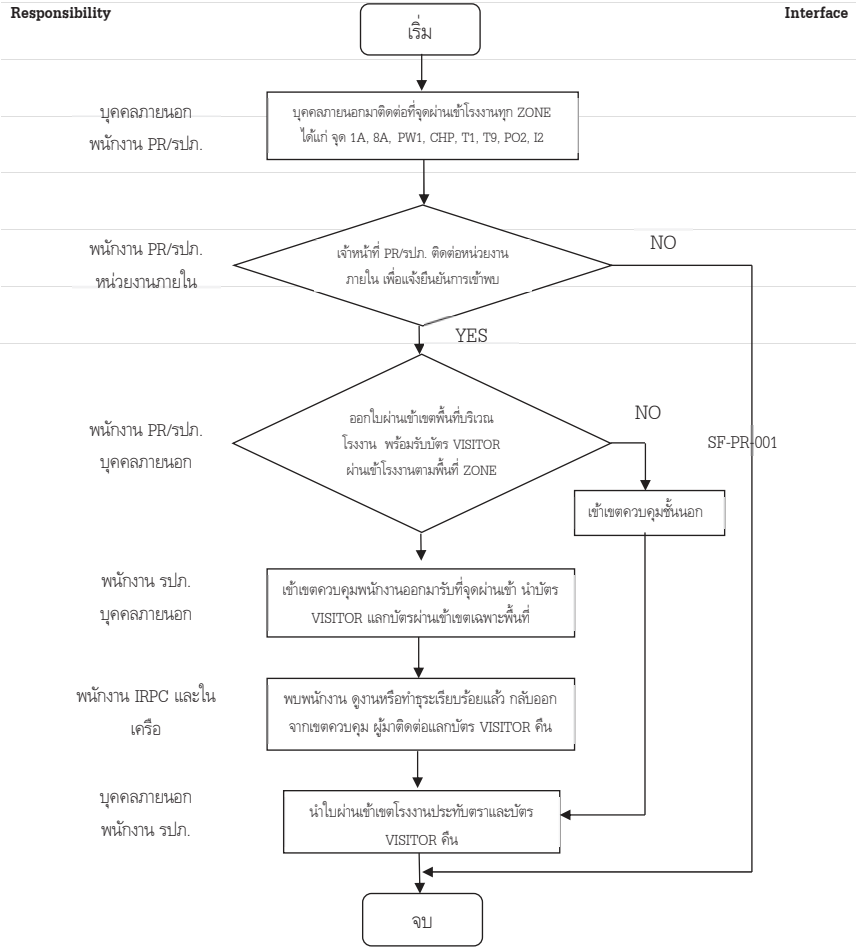 Responsibility
Interface
เริ่ม
บุคคลภายนอก
พนักงาน PR/รปภ.
บุคคลภายนอกมาติดต่อที่จุดผ่านเข้าโรงงานทุก ZONE
ได้แก่ จุด 1A, 8A, PW1, CHP, T1, T9, PO2, I2
พนักงาน PR/รปภ.
หน่วยงานภายใน
เจ้าหน้าที่ PR/รปภ. ติดต่อหน่วยงาน
ภายใน เพื่อแจ้งยืนยันการเข้าพบ
NO
YES
พนักงาน PR/รปภ.
บุคคลภายนอก
ออกใบผ่านเข้าเขตพื้นที่บริเวณ
โรงงาน พร้อมรับบัตร VISITOR
ผ่านเข้าโรงงานตามพื้นที่ ZONE
NO
SF-PR-001
เข้าเขตควบคุมชั้นนอก
พนักงาน รปภ.
บุคคลภายนอก
เข้าเขตควบคุมพนักงานออกมารับที่จุดผ่านเข้า นำบัตร
VISITOR แลกบัตรผ่านเข้าเขตเฉพาะพื้นที่
พนักงาน IRPC และใน
เครือ
พบพนักงาน ดูงานหรือทำธุระเรียบร้อยแล้ว กลับออก
จากเขตควบคุม ผู้มาติดต่อแลกบัตร VISITOR คืน
บุคคลภายนอก
พนักงาน รปภ.
นำใบผ่านเข้าเขตโรงงานประทับตราและบัตร
VISITOR คืน
จบ